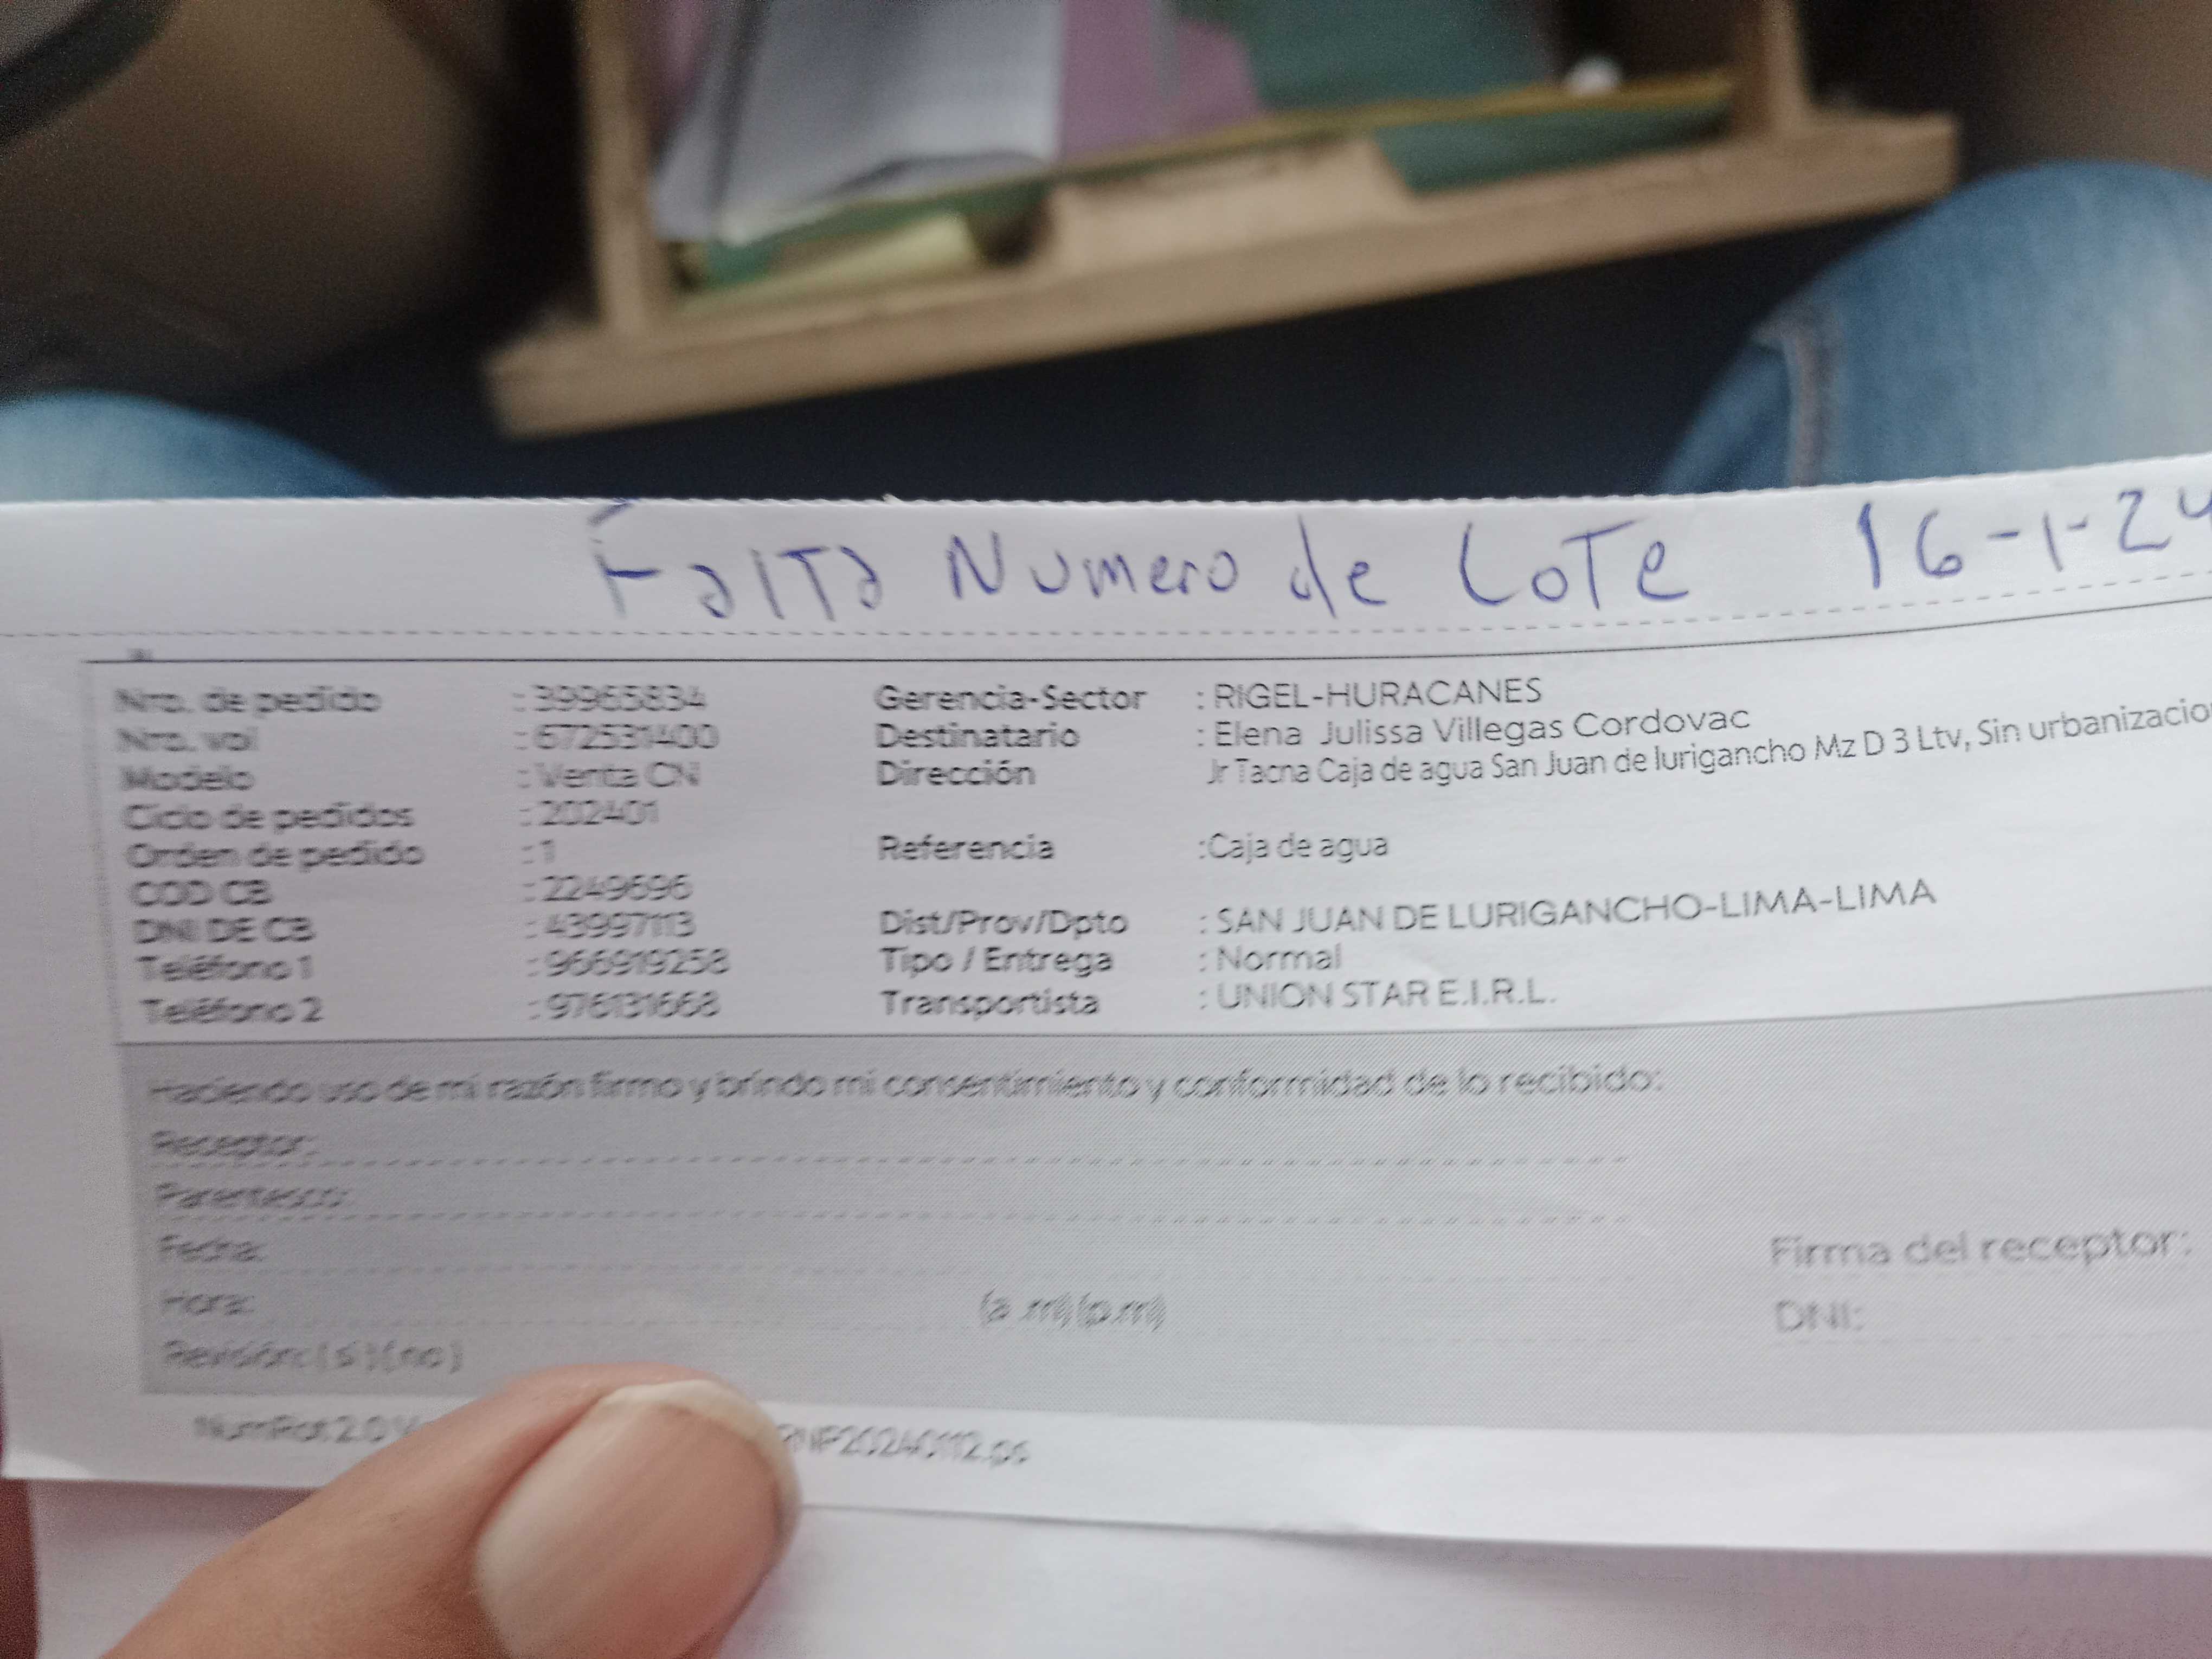 Falta Numero de Lote 16-1-24
Nro. de pedido : 39965834 Gerencia-Sector : RIGEL-HURACANES
Nro. vol : 672531400 Destinatario : Elena Julissa Villegas Cordovac
Modelo : Venta CN Dirección Jr Tacna Caja de agua San Juan de lurigancho Mz D 3 Ltv, Sin urbanizacio
Ciclo de pedidos : 202401
Orden de pedido : 1 Referencia :Caja de agua
COD CB : 2249696
DNI DE CB : 43997113 Dist/Prov/Dpto : SAN JUAN DE LURIGANCHO-LIMA-LIMA
Teléfono 1 : 966919258 Tipo / Entrega : Normal
Teléfono 2 : 976131668 Transportista : UNION STAR E.I.R.L.
Haciendo uso de mi razón firmo y brindo mi consentimiento y conformidad de lo recibido:
Receptor:
Parentesco:
Fecha: Firma del receptor:
Hora: (a.m)(p.m) DNI:
Revisión: (si)(no)